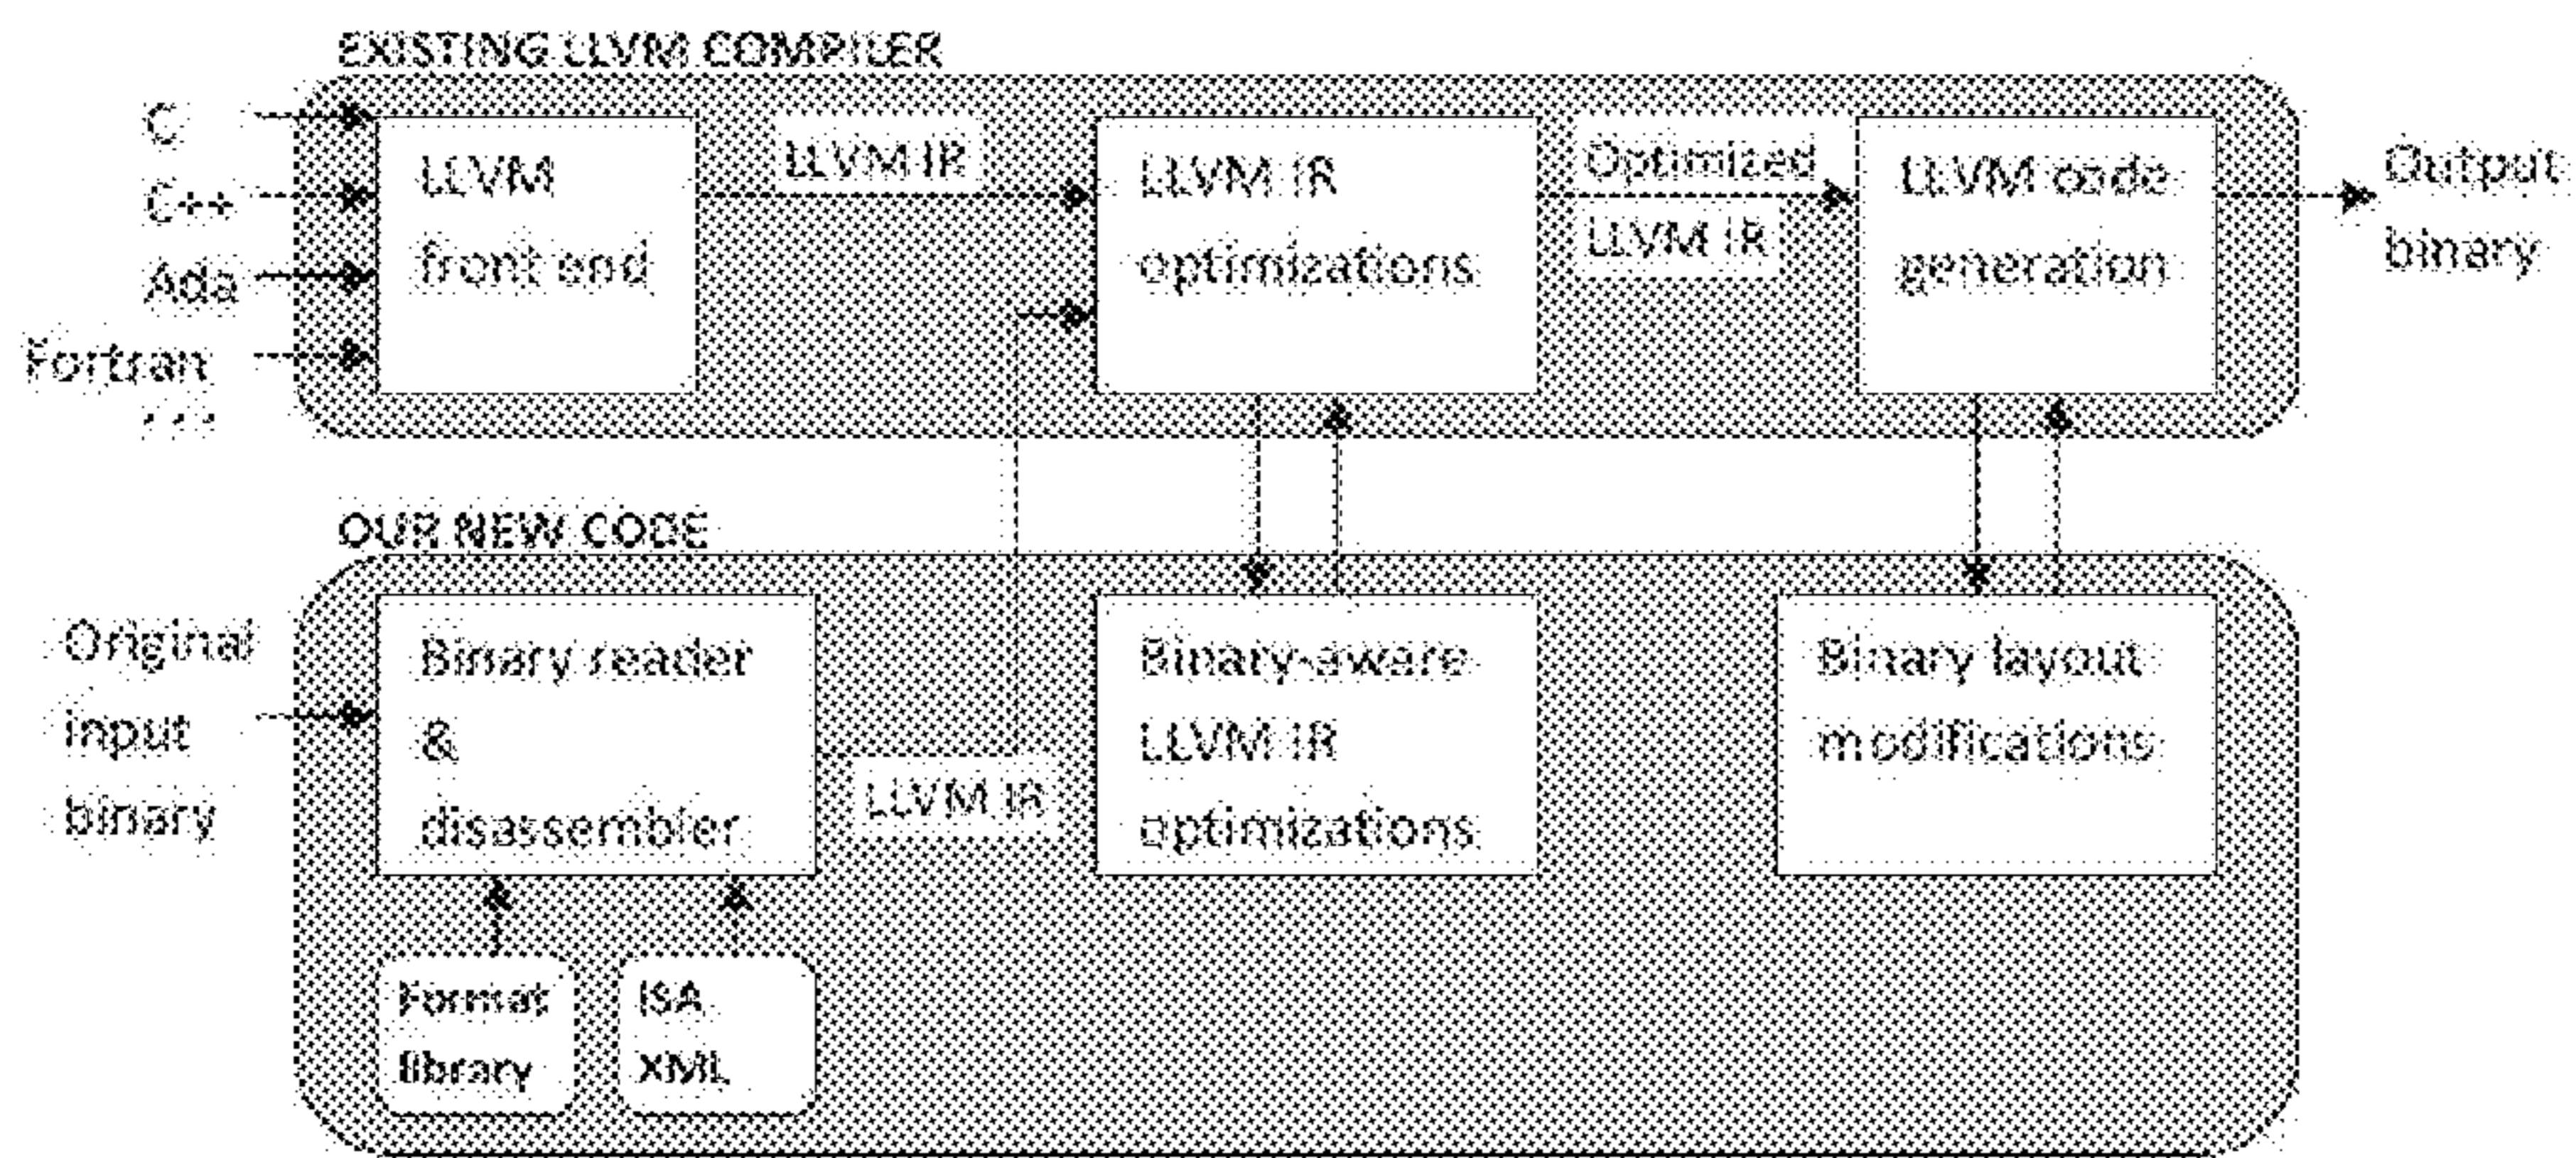 EXISTING LLVM COMPILER
C
C++
Ada
Fortran
...
LLVM
front end
LLVM IR
LLVM IR
optimizations
Optimized
LLVM IR
LLVM code
generation
Output
binary
OUR NEW CODE
Original
input
binary
Binary reader
&
disassembler
LLVM IR
Binary-aware
LLVM IR
optimizations
Binary layout
modifications
Format
library
ISA
XML